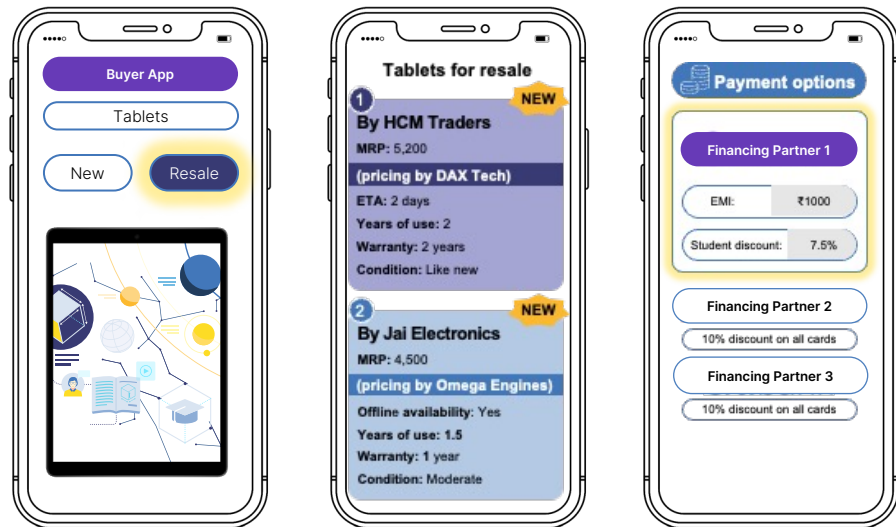 Buyer App
Tablets
New
Resale
Tablets for resale
1
NEW
By HCM Traders
MRP: 5,200
(pricing by DAX Tech)
ETA: 2 days
Years of use: 2
Warranty: 2 years
Condition: Like new
2
NEW
By Jai Electronics
MRP: 4,500
(pricing by Omega Engines)
Offline availability: Yes
Years of use: 1.5
Warranty: 1 year
Condition: Moderate
Payment options
Financing Partner 1
EMI: ₹1000
Student discount: 7.5%
Financing Partner 2
10% discount on all cards
Financing Partner 3
10% discount on all cards